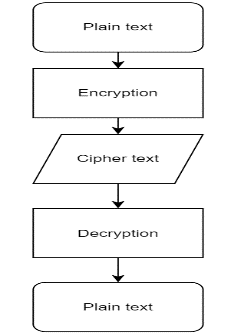 Plain text
Encryption
Cipher text
Decryption
Plain text